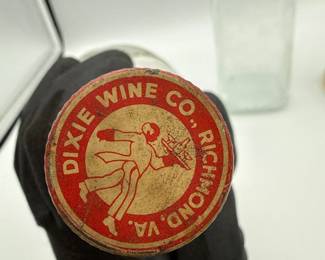 DIXIE WINE CO., RICHMOND, VA.